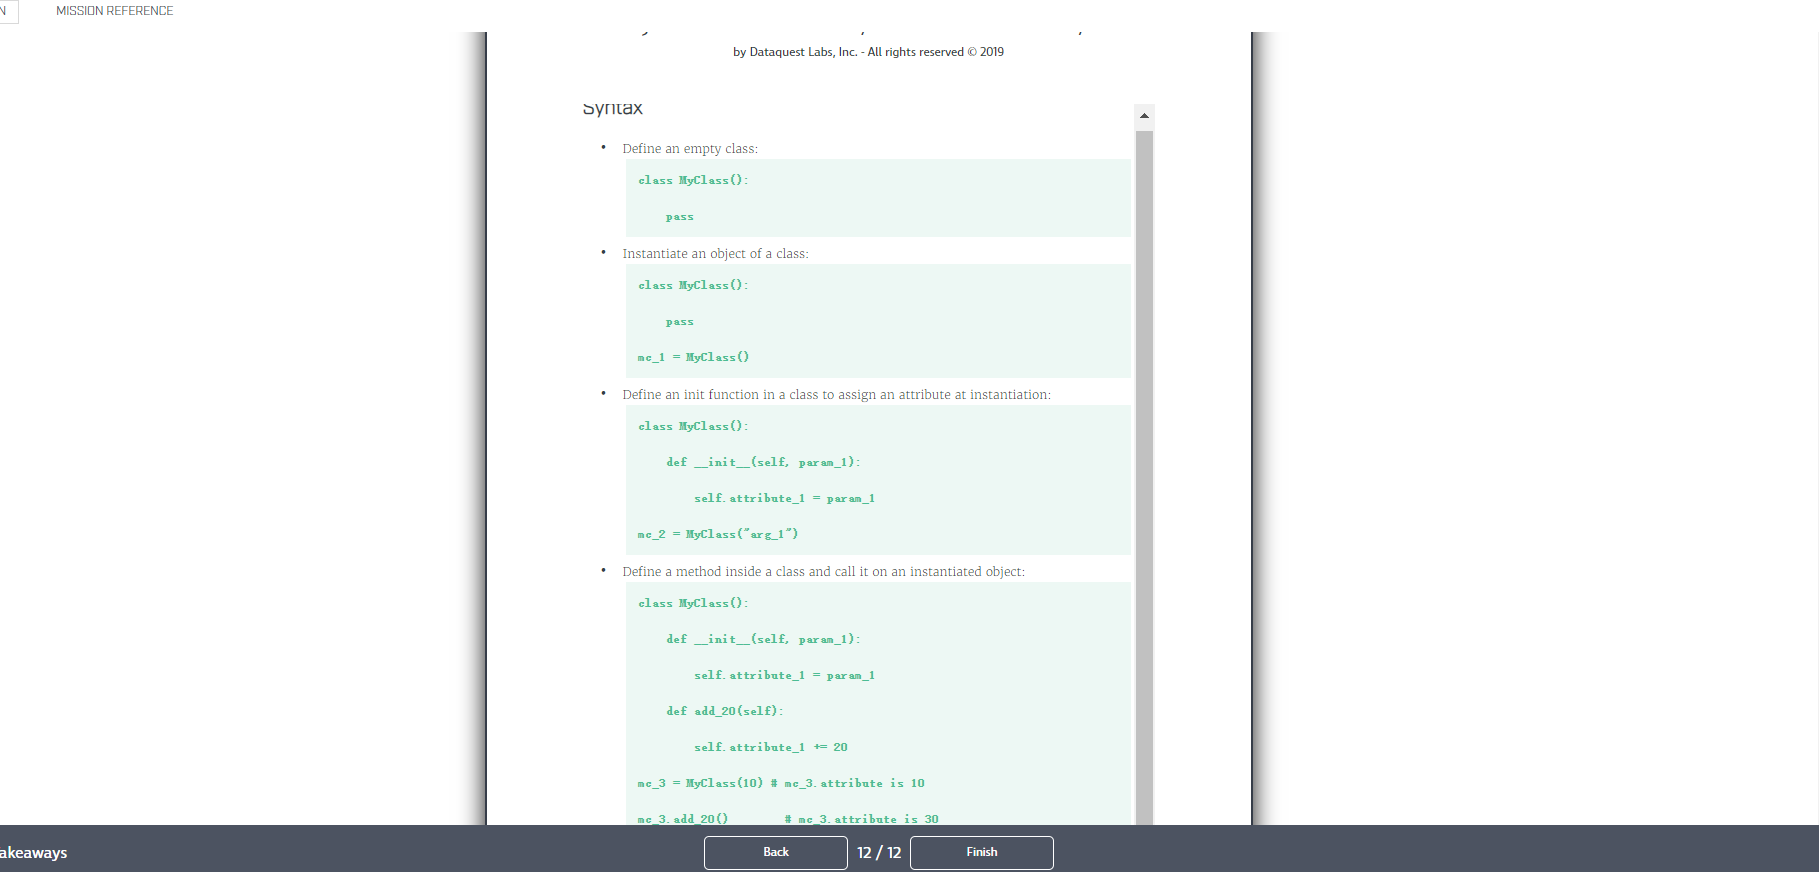 N MISSION REFERENCE
by Dataquest Labs, Inc. - All rights reserved © 2019
Syntax
• Define an empty class:
class MyClass():
pass
• Instantiate an object of a class:
class MyClass():
pass
mc_1 = MyClass()
• Define an init function in a class to assign an attribute at instantiation:
class MyClass():
def __init__(self, param_1):
self.attribute_1 = param_1
mc_2 = MyClass("arg_1")
• Define a method inside a class and call it on an instantiated object:
class MyClass():
def __init__(self, param_1):
self.attribute_1 = param_1
def add_20(self):
self.attribute_1 += 20
mc_3 = MyClass(10) # mc_3.attribute is 10
mc_3.add_20() # mc_3.attribute is 30
akeaways Back 12 / 12 Finish